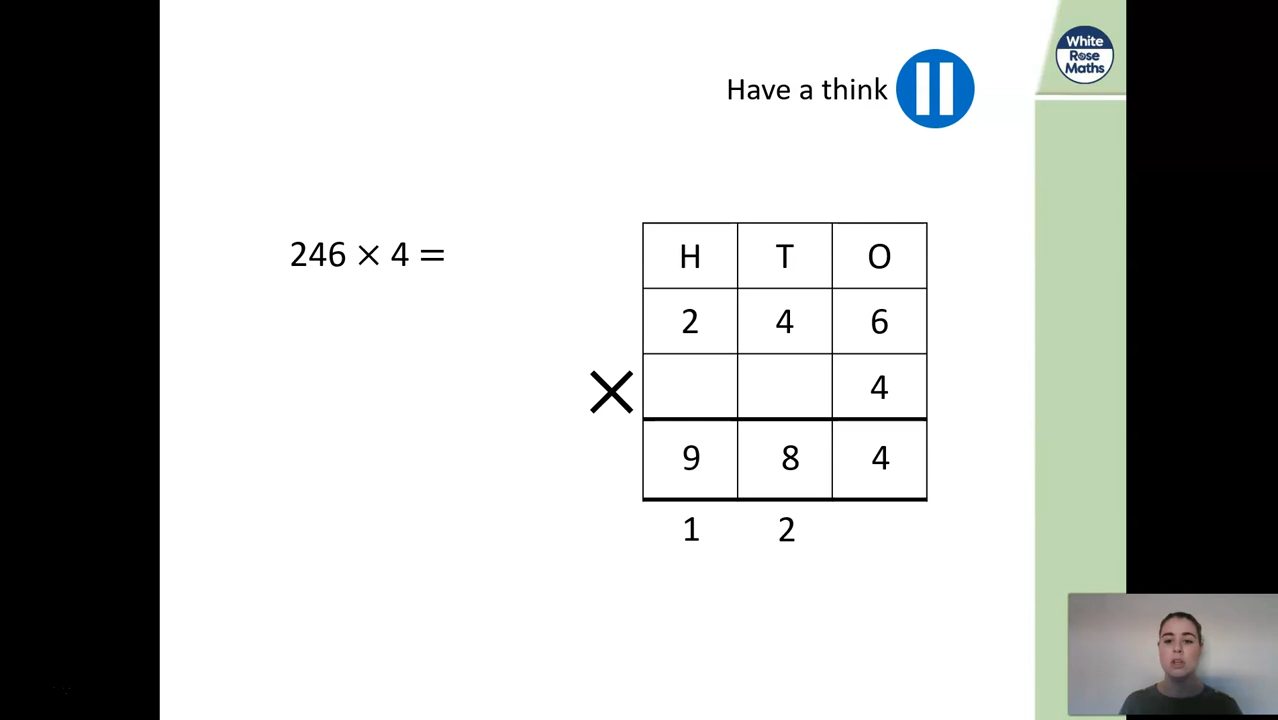 White
Rose
Maths
Have a think
246 × 4 =
H T O
2 4 6
× 4
9 8 4
1 2